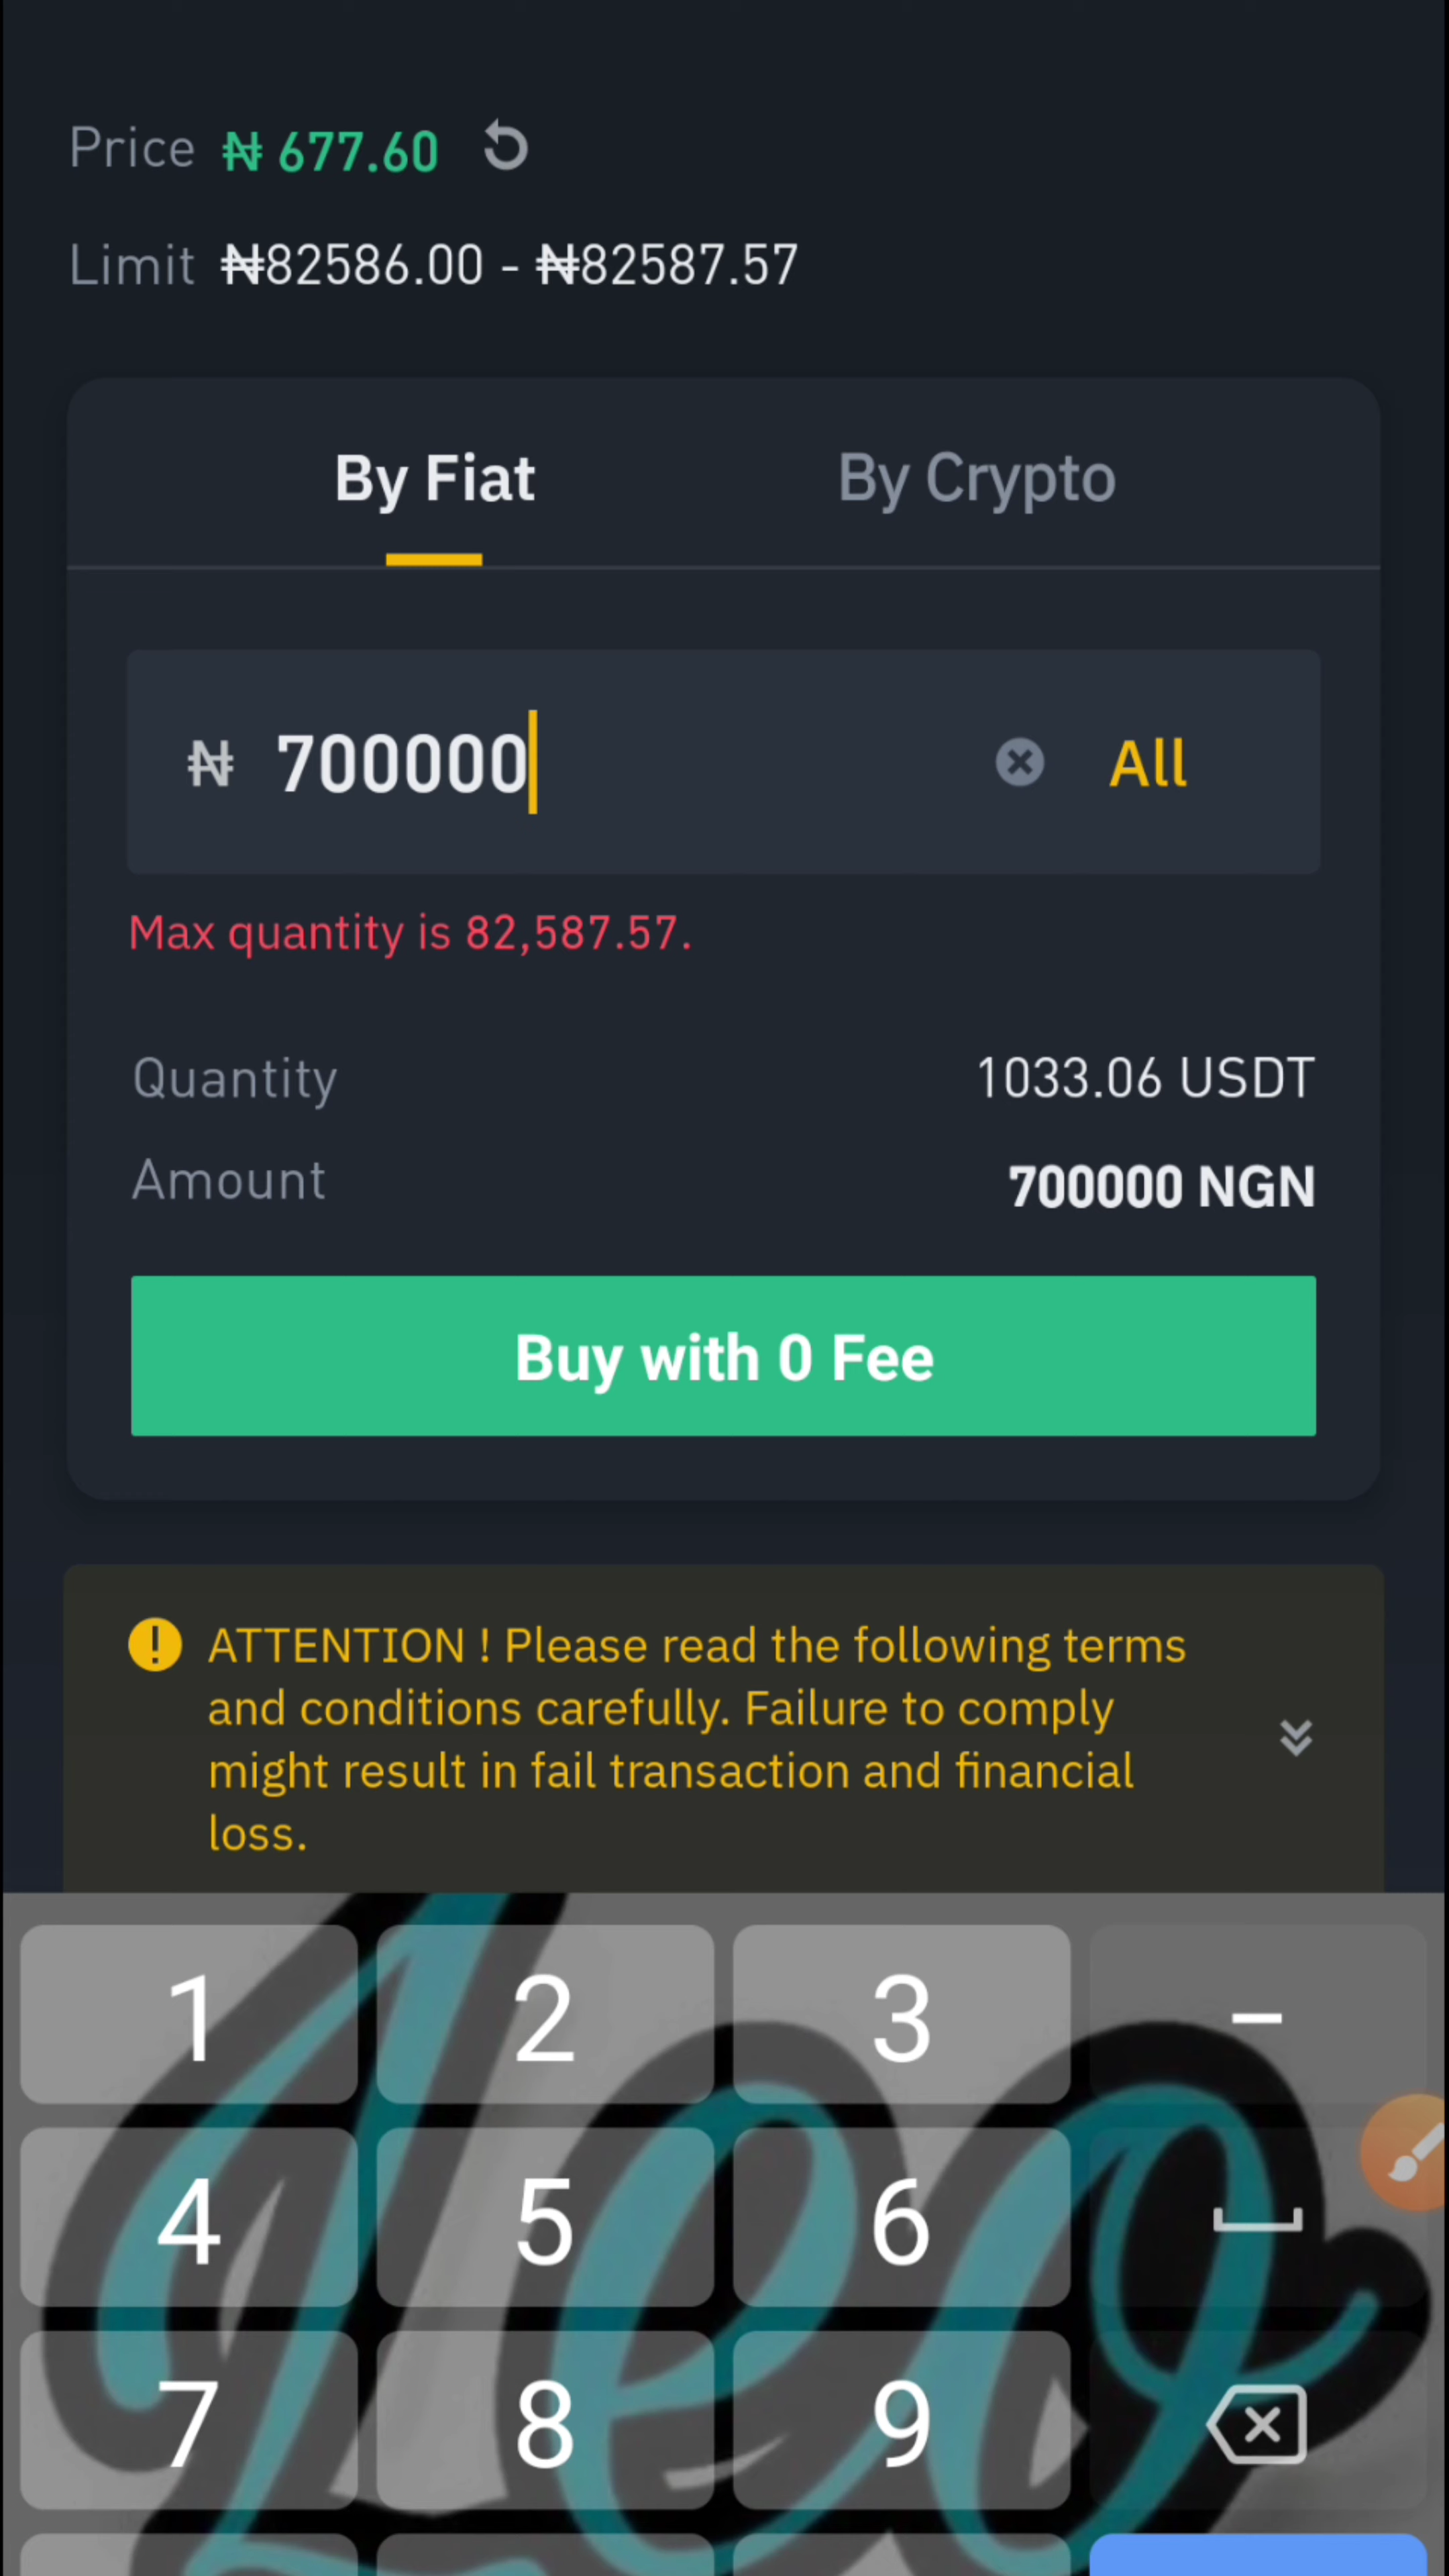 Price ₦ 677.60
Limit ₦82586.00 - ₦82587.57
By Fiat By Crypto
₦ 700000 All
Max quantity is 82,587.57.
Quantity 1033.06 USDT
Amount 700000 NGN
Buy with 0 Fee
ATTENTION ! Please read the following terms
and conditions carefully. Failure to comply
might result in fail transaction and financial
loss.
1 2 3 –
4 5 6
7 8 9
Leo